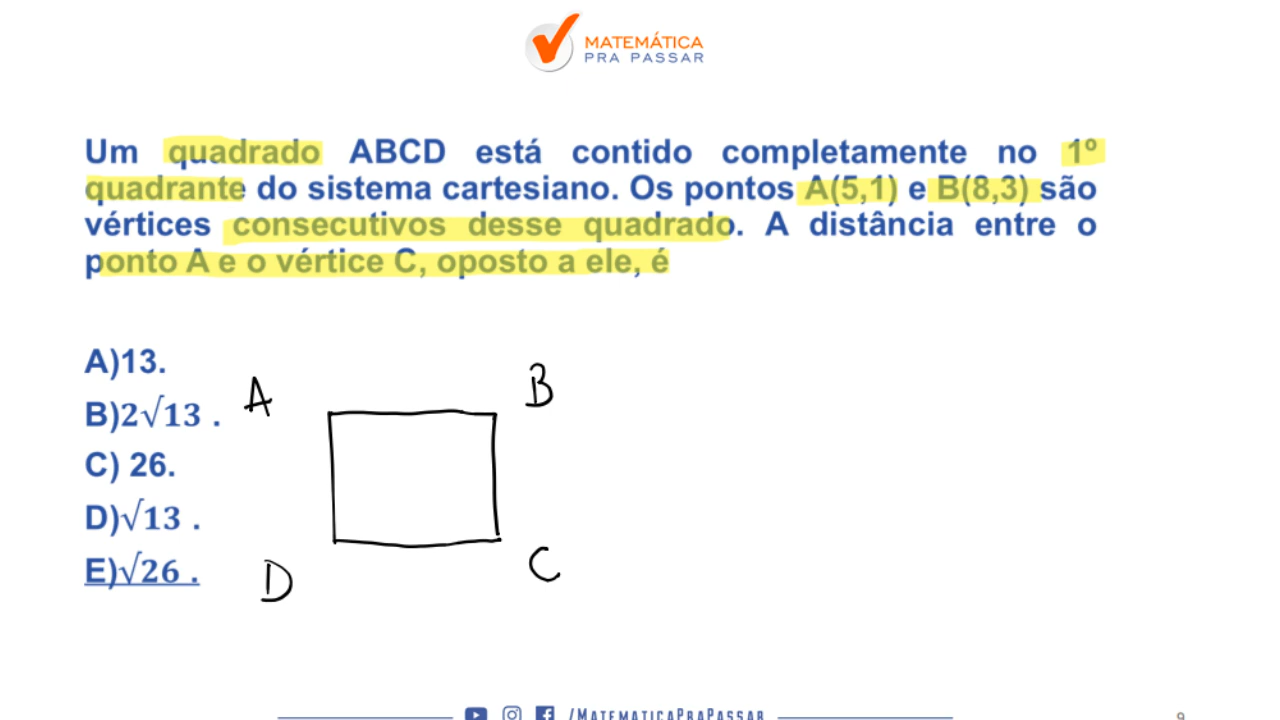 MATEMÁTICA
PRA PASSAR
Um quadrado ABCD está contido completamente no 1º
quadrante do sistema cartesiano. Os pontos A(5,1) e B(8,3) são
vértices consecutivos desse quadrado. A distância entre o
ponto A e o vértice C, oposto a ele, é
A)13.
B)2√13 .
C) 26.
D)√13 .
E)√26 .
A
B
D
C
/MATEMATICAPRAPASSAR
9